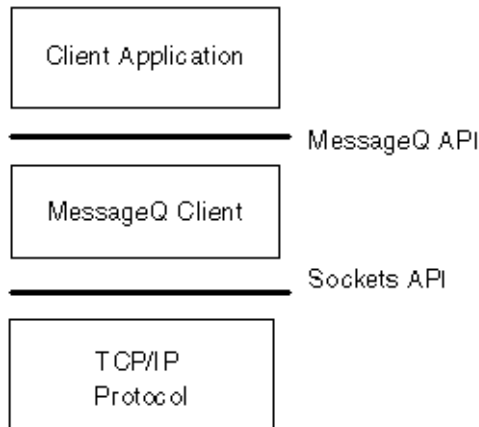 Client Application
MessageQ API
MessageQ Client
Sockets API
TCP/IP
Protocol